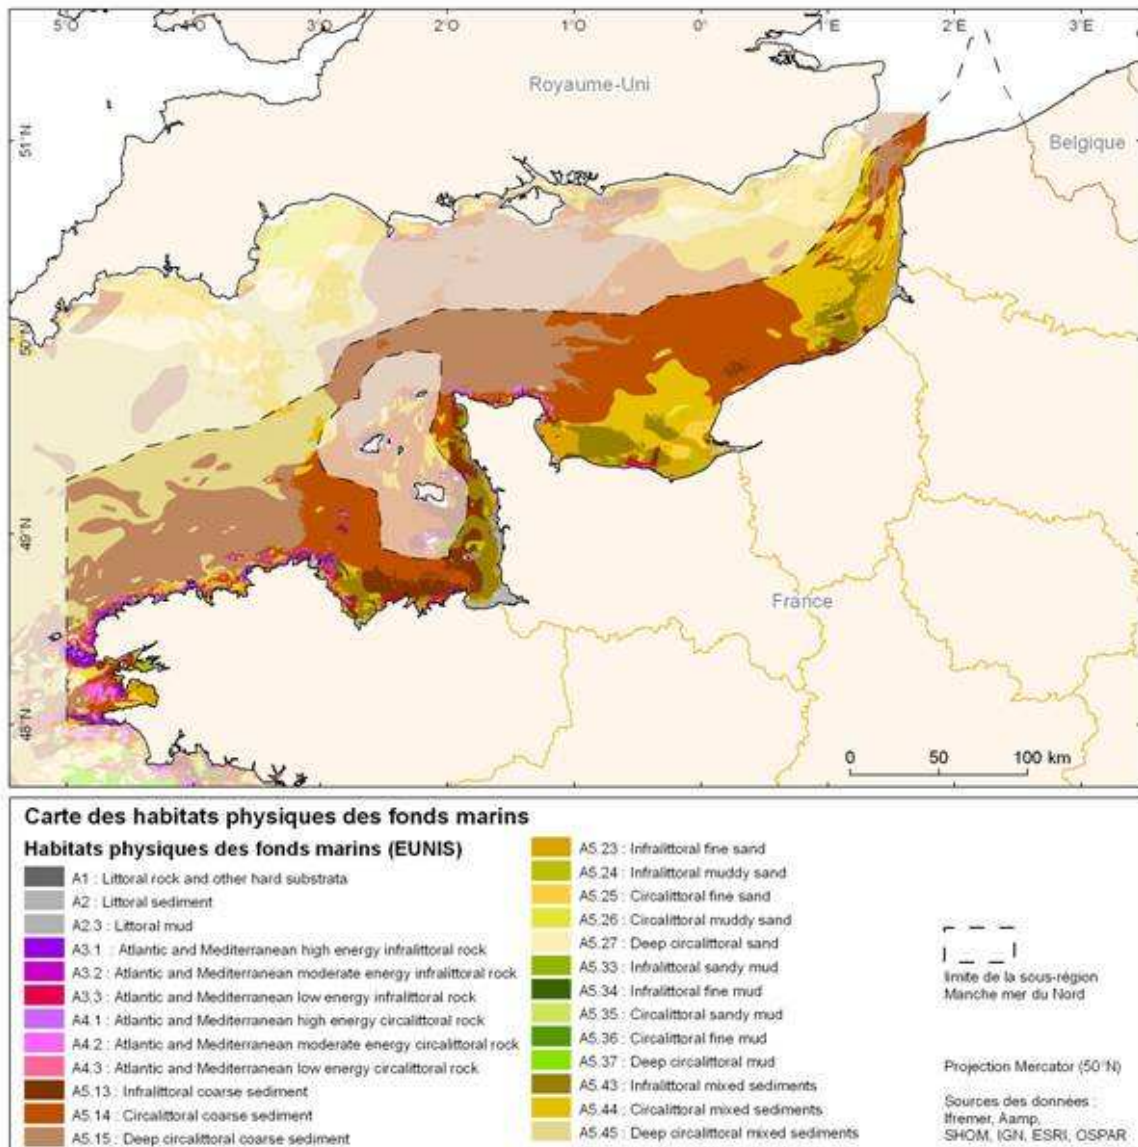 5°O 4°O 3°O 2°O 1°O 0° 1°E 2°E 3°E
Royaume-Uni
51°N
Belgique
50°N
49°N
France
48°N
0 50 100 km
Carte des habitats physiques des fonds marins
Habitats physiques des fonds marins (EUNIS)
A1 : Littoral rock and other hard substrata
A2 : Littoral sediment
A2.3 : Littoral mud
A3.1 : Atlantic and Mediterranean high energy infralittoral rock
A3.2 : Atlantic and Mediterranean moderate energy infralittoral rock
A3.3 : Atlantic and Mediterranean low energy infralittoral rock
A4.1 : Atlantic and Mediterranean high energy circalittoral rock
A4.2 : Atlantic and Mediterranean moderate energy circalittoral rock
A4.3 : Atlantic and Mediterranean low energy circalittoral rock
A5.13 : Infralittoral coarse sediment
A5.14 : Circalittoral coarse sediment
A5.15 : Deep circalittoral coarse sediment
A5.23 : Infralittoral fine sand
A5.24 : Infralittoral muddy sand
A5.25 : Circalittoral fine sand
A5.26 : Circalittoral muddy sand
A5.27 : Deep circalittoral sand
A5.33 : Infralittoral sandy mud
A5.34 : Infralittoral fine mud
A5.35 : Circalittoral sandy mud
A5.36 : Circalittoral fine mud
A5.37 : Deep circalittoral mud
A5.43 : Infralittoral mixed sediments
A5.44 : Circalittoral mixed sediments
A5.45 : Deep circalittoral mixed sediments
limite de la sous-région
Manche mer du Nord
Projection Mercator (50°N)
Sources des données :
Ifremer, Aamp,
SHOM, IGN, ESRI, OSPAR